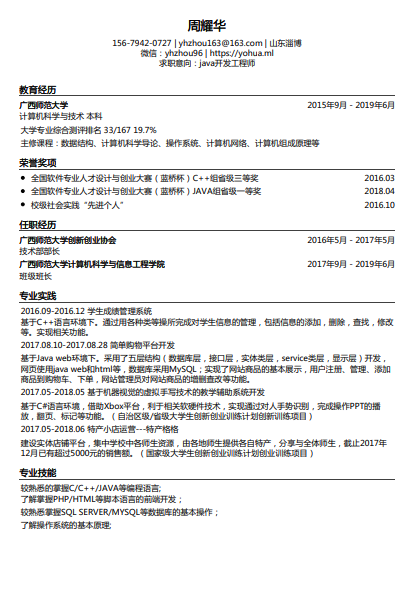 周耀华
156-7942-0727 | yhzhou163@163.com | 山东淄博
微信：yhzhou96 | https://yohua.ml
求职意向：java开发工程师
教育经历
广西师范大学 2015年9月 - 2019年6月
计算机科学与技术 本科
大学专业综合测评排名 33/167 19.7%
主修课程：数据结构、计算机科学导论、操作系统、计算机网络、计算机组成原理等
荣誉奖项
● 全国软件专业人才设计与创业大赛（蓝桥杯）C++组省级三等奖 2016.03
● 全国软件专业人才设计与创业大赛（蓝桥杯）JAVA组省级一等奖 2018.04
● 校级社会实践“先进个人” 2016.10
任职经历
广西师范大学创新创业协会 2016年5月 - 2017年5月
技术部部长
广西师范大学计算机科学与信息工程学院 2017年9月 - 2019年6月
班级班长
专业实践
2016.09-2016.12 学生成绩管理系统
基于C++语言环境下。通用各种类等操所完成对学生信息的管理，包括信息的添加，删除，查找，修改
等。实现相关功能。
2017.08.10-2017.08.28 简单购物平台开发
基于Java web环境下。采用了五层结构（数据库层，接口层，实体类层，service类层，显示层）开发，
网页使用java web和html等，数据库采用MySQL；实现了网站商品的基本展示，用户注册、管理、添加
商品到购物车、下单，网站管理员对网站商品的增删查改等功能。
2017.05-2018.05 基于机器视觉的虚拟手写技术的教学辅助系统开发
基于C#语言环境，借助Xbox平台，利于相关软硬件技术，实现通过对人手势识别，完成操作PPT的播
放，翻页、标记等功能。（自治区级/省级大学生创新创业训练计划创新训练项目）
2017.05-2018.06 特产小店运营---特产格格
建设实体店铺平台，集中学校中各师生资源，由各地师生提供各自特产，分享与全体师生，截止2017年
12月已有超过5000元的销售额。（国家级大学生创新创业训练计划创业训练项目）
专业技能
较熟悉的掌握C/C++/JAVA等编程语言;
了解掌握PHP/HTML等脚本语言的前端开发；
较熟悉掌握SQL SERVER/MYSQL等数据库的基本操作；
了解操作系统的基本原理;